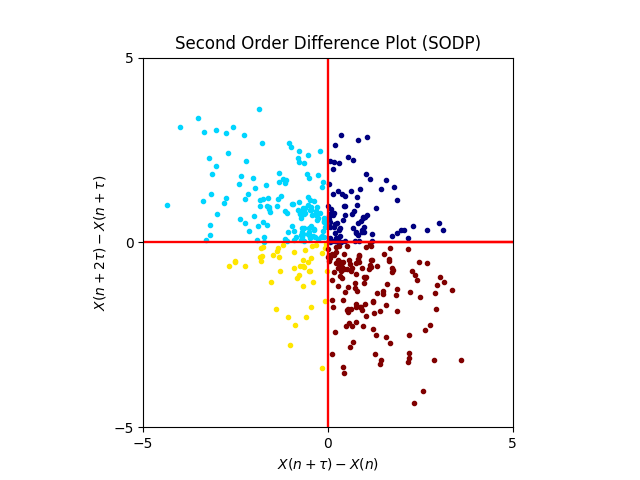 Second Order Difference Plot (SODP)
5
X(n + 2τ) − X(n + τ)
0
−5
−5 0 5
X(n + τ) − X(n)